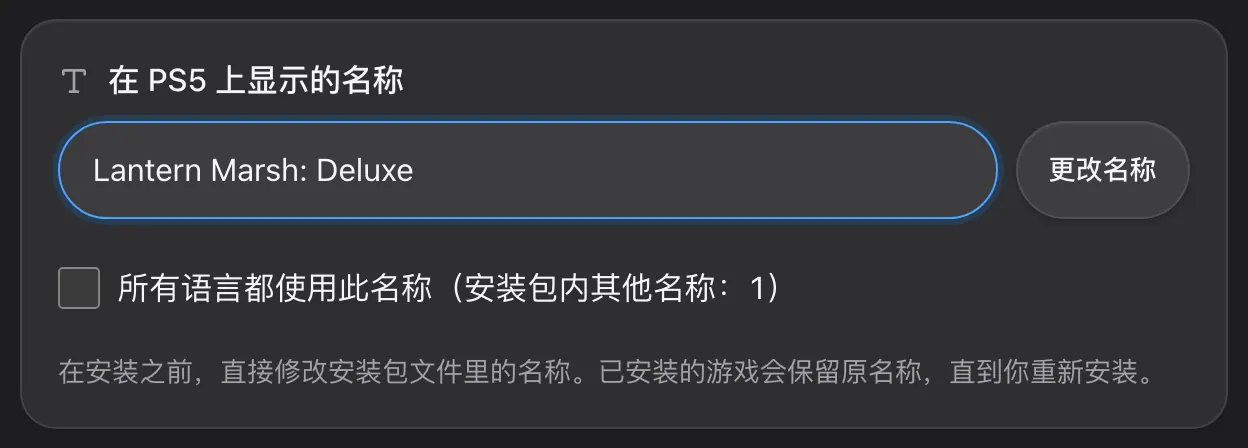 在 PS5 上显示的名称
Lantern Marsh: Deluxe
更改名称
所有语言都使用此名称（安装包内其他名称：1）
在安装之前，直接修改安装包文件里的名称。已安装的游戏会保留原名称，直到你重新安装。